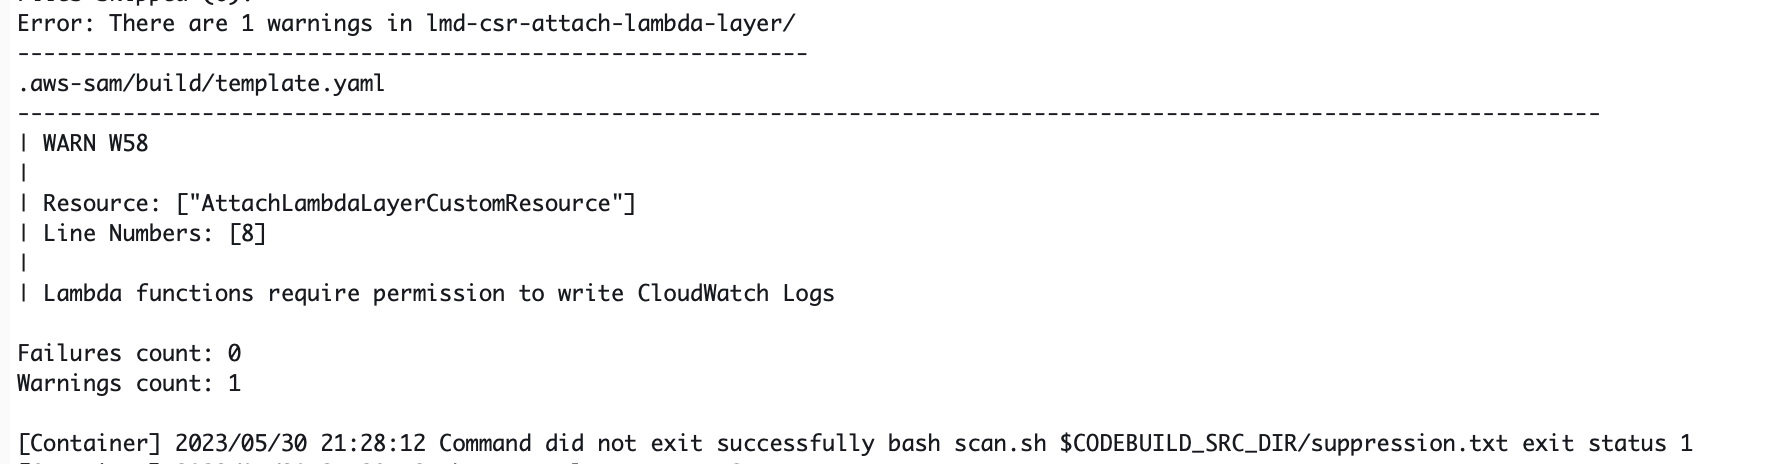 Error: There are 1 warnings in lmd-csr-attach-lambda-layer/
------------------------------------------------------------
.aws-sam/build/template.yaml
------------------------------------------------------------------------------------------------------------------------
| WARN W58
|
| Resource: ["AttachLambdaLayerCustomResource"]
| Line Numbers: [8]
|
| Lambda functions require permission to write CloudWatch Logs
Failures count: 0
Warnings count: 1
[Container] 2023/05/30 21:28:12 Command did not exit successfully bash scan.sh $CODEBUILD_SRC_DIR/suppression.txt exit status 1